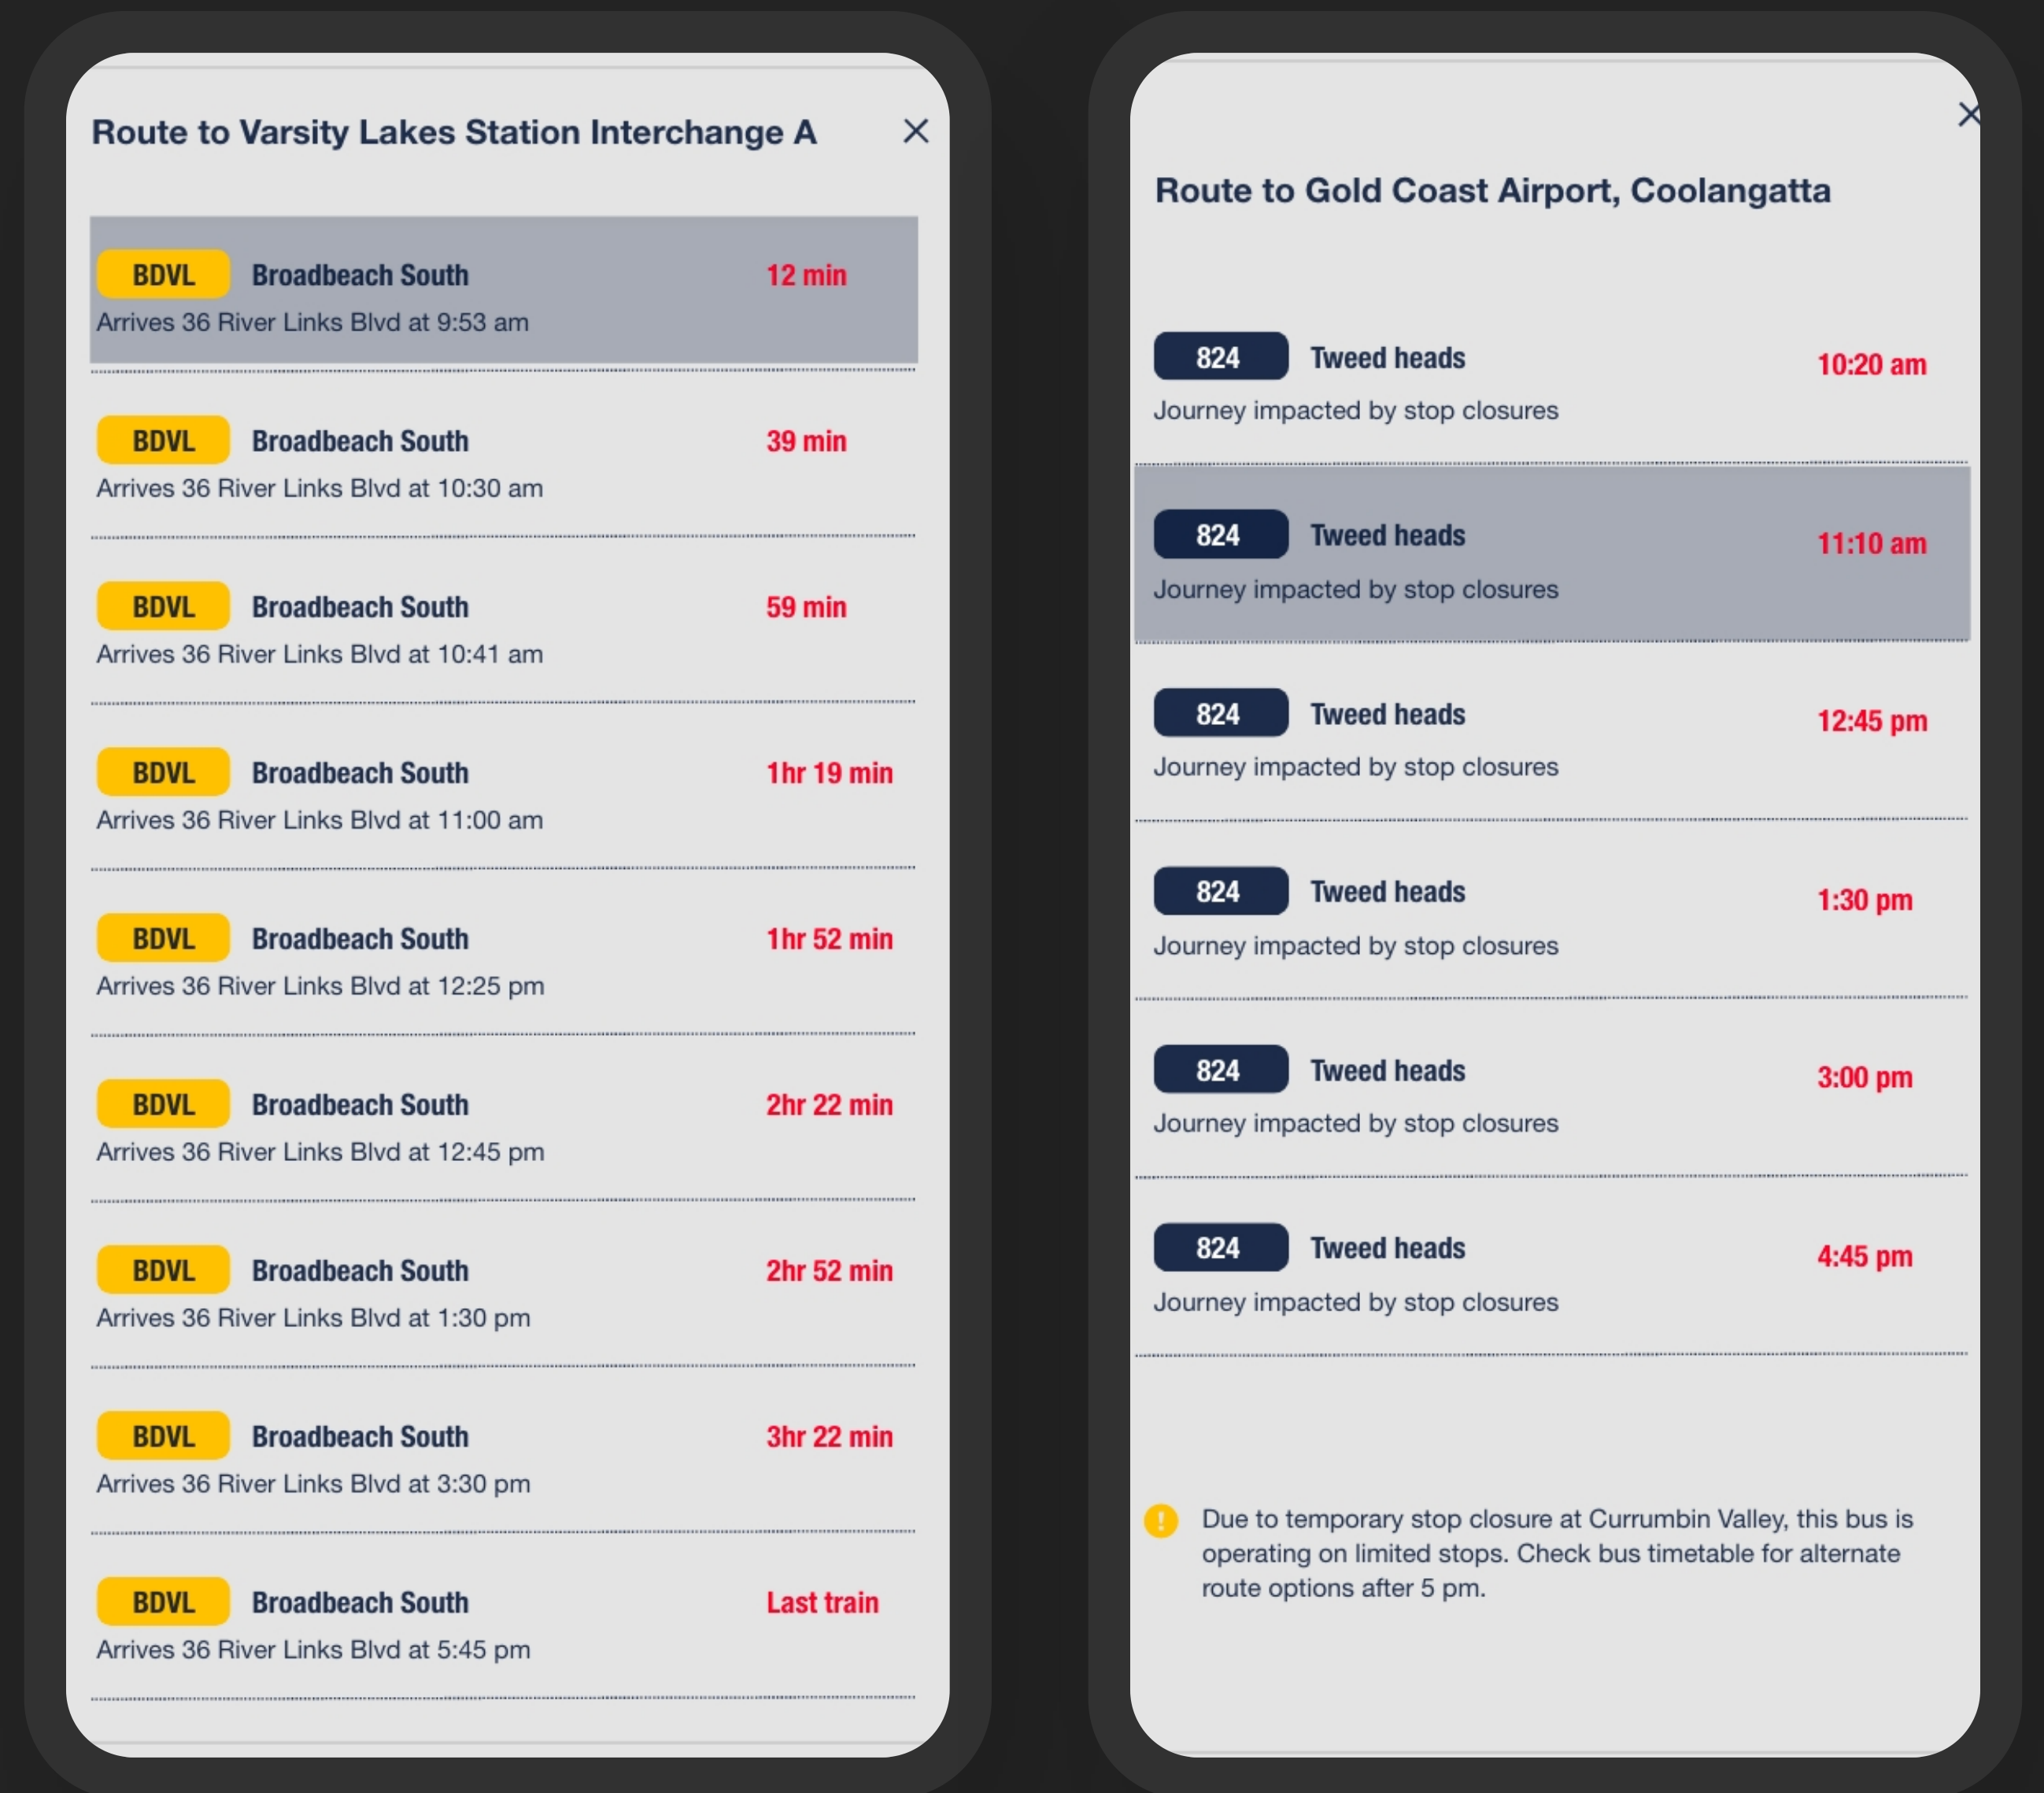 Route to Varsity Lakes Station Interchange A
BDVL Broadbeach South 12 min
Arrives 36 River Links Blvd at 9:53 am
BDVL Broadbeach South 39 min
Arrives 36 River Links Blvd at 10:30 am
BDVL Broadbeach South 59 min
Arrives 36 River Links Blvd at 10:41 am
BDVL Broadbeach South 1hr 19 min
Arrives 36 River Links Blvd at 11:00 am
BDVL Broadbeach South 1hr 52 min
Arrives 36 River Links Blvd at 12:25 pm
BDVL Broadbeach South 2hr 22 min
Arrives 36 River Links Blvd at 12:45 pm
BDVL Broadbeach South 2hr 52 min
Arrives 36 River Links Blvd at 1:30 pm
BDVL Broadbeach South 3hr 22 min
Arrives 36 River Links Blvd at 3:30 pm
BDVL Broadbeach South Last train
Arrives 36 River Links Blvd at 5:45 pm
Route to Gold Coast Airport, Coolangatta
824 Tweed heads 10:20 am
Journey impacted by stop closures
824 Tweed heads 11:10 am
Journey impacted by stop closures
824 Tweed heads 12:45 pm
Journey impacted by stop closures
824 Tweed heads 1:30 pm
Journey impacted by stop closures
824 Tweed heads 3:00 pm
Journey impacted by stop closures
824 Tweed heads 4:45 pm
Journey impacted by stop closures
Due to temporary stop closure at Currumbin Valley, this bus is
operating on limited stops. Check bus timetable for alternate
route options after 5 pm.